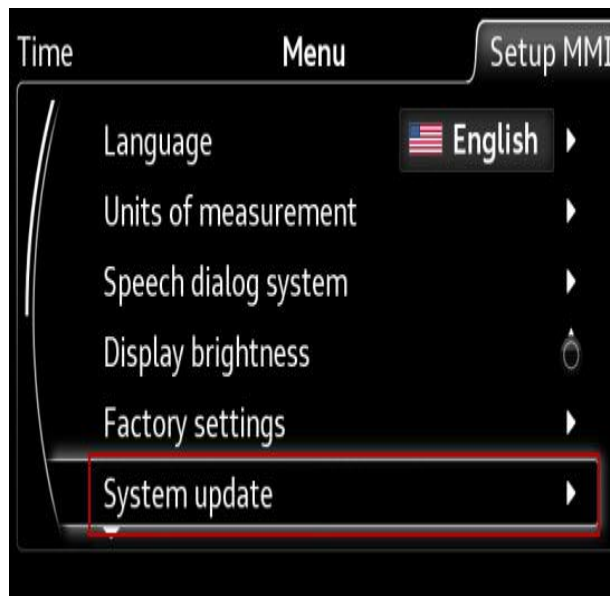 Time Menu Setup MMI
Language English
Units of measurement
Speech dialog system
Display brightness
Factory settings
System update